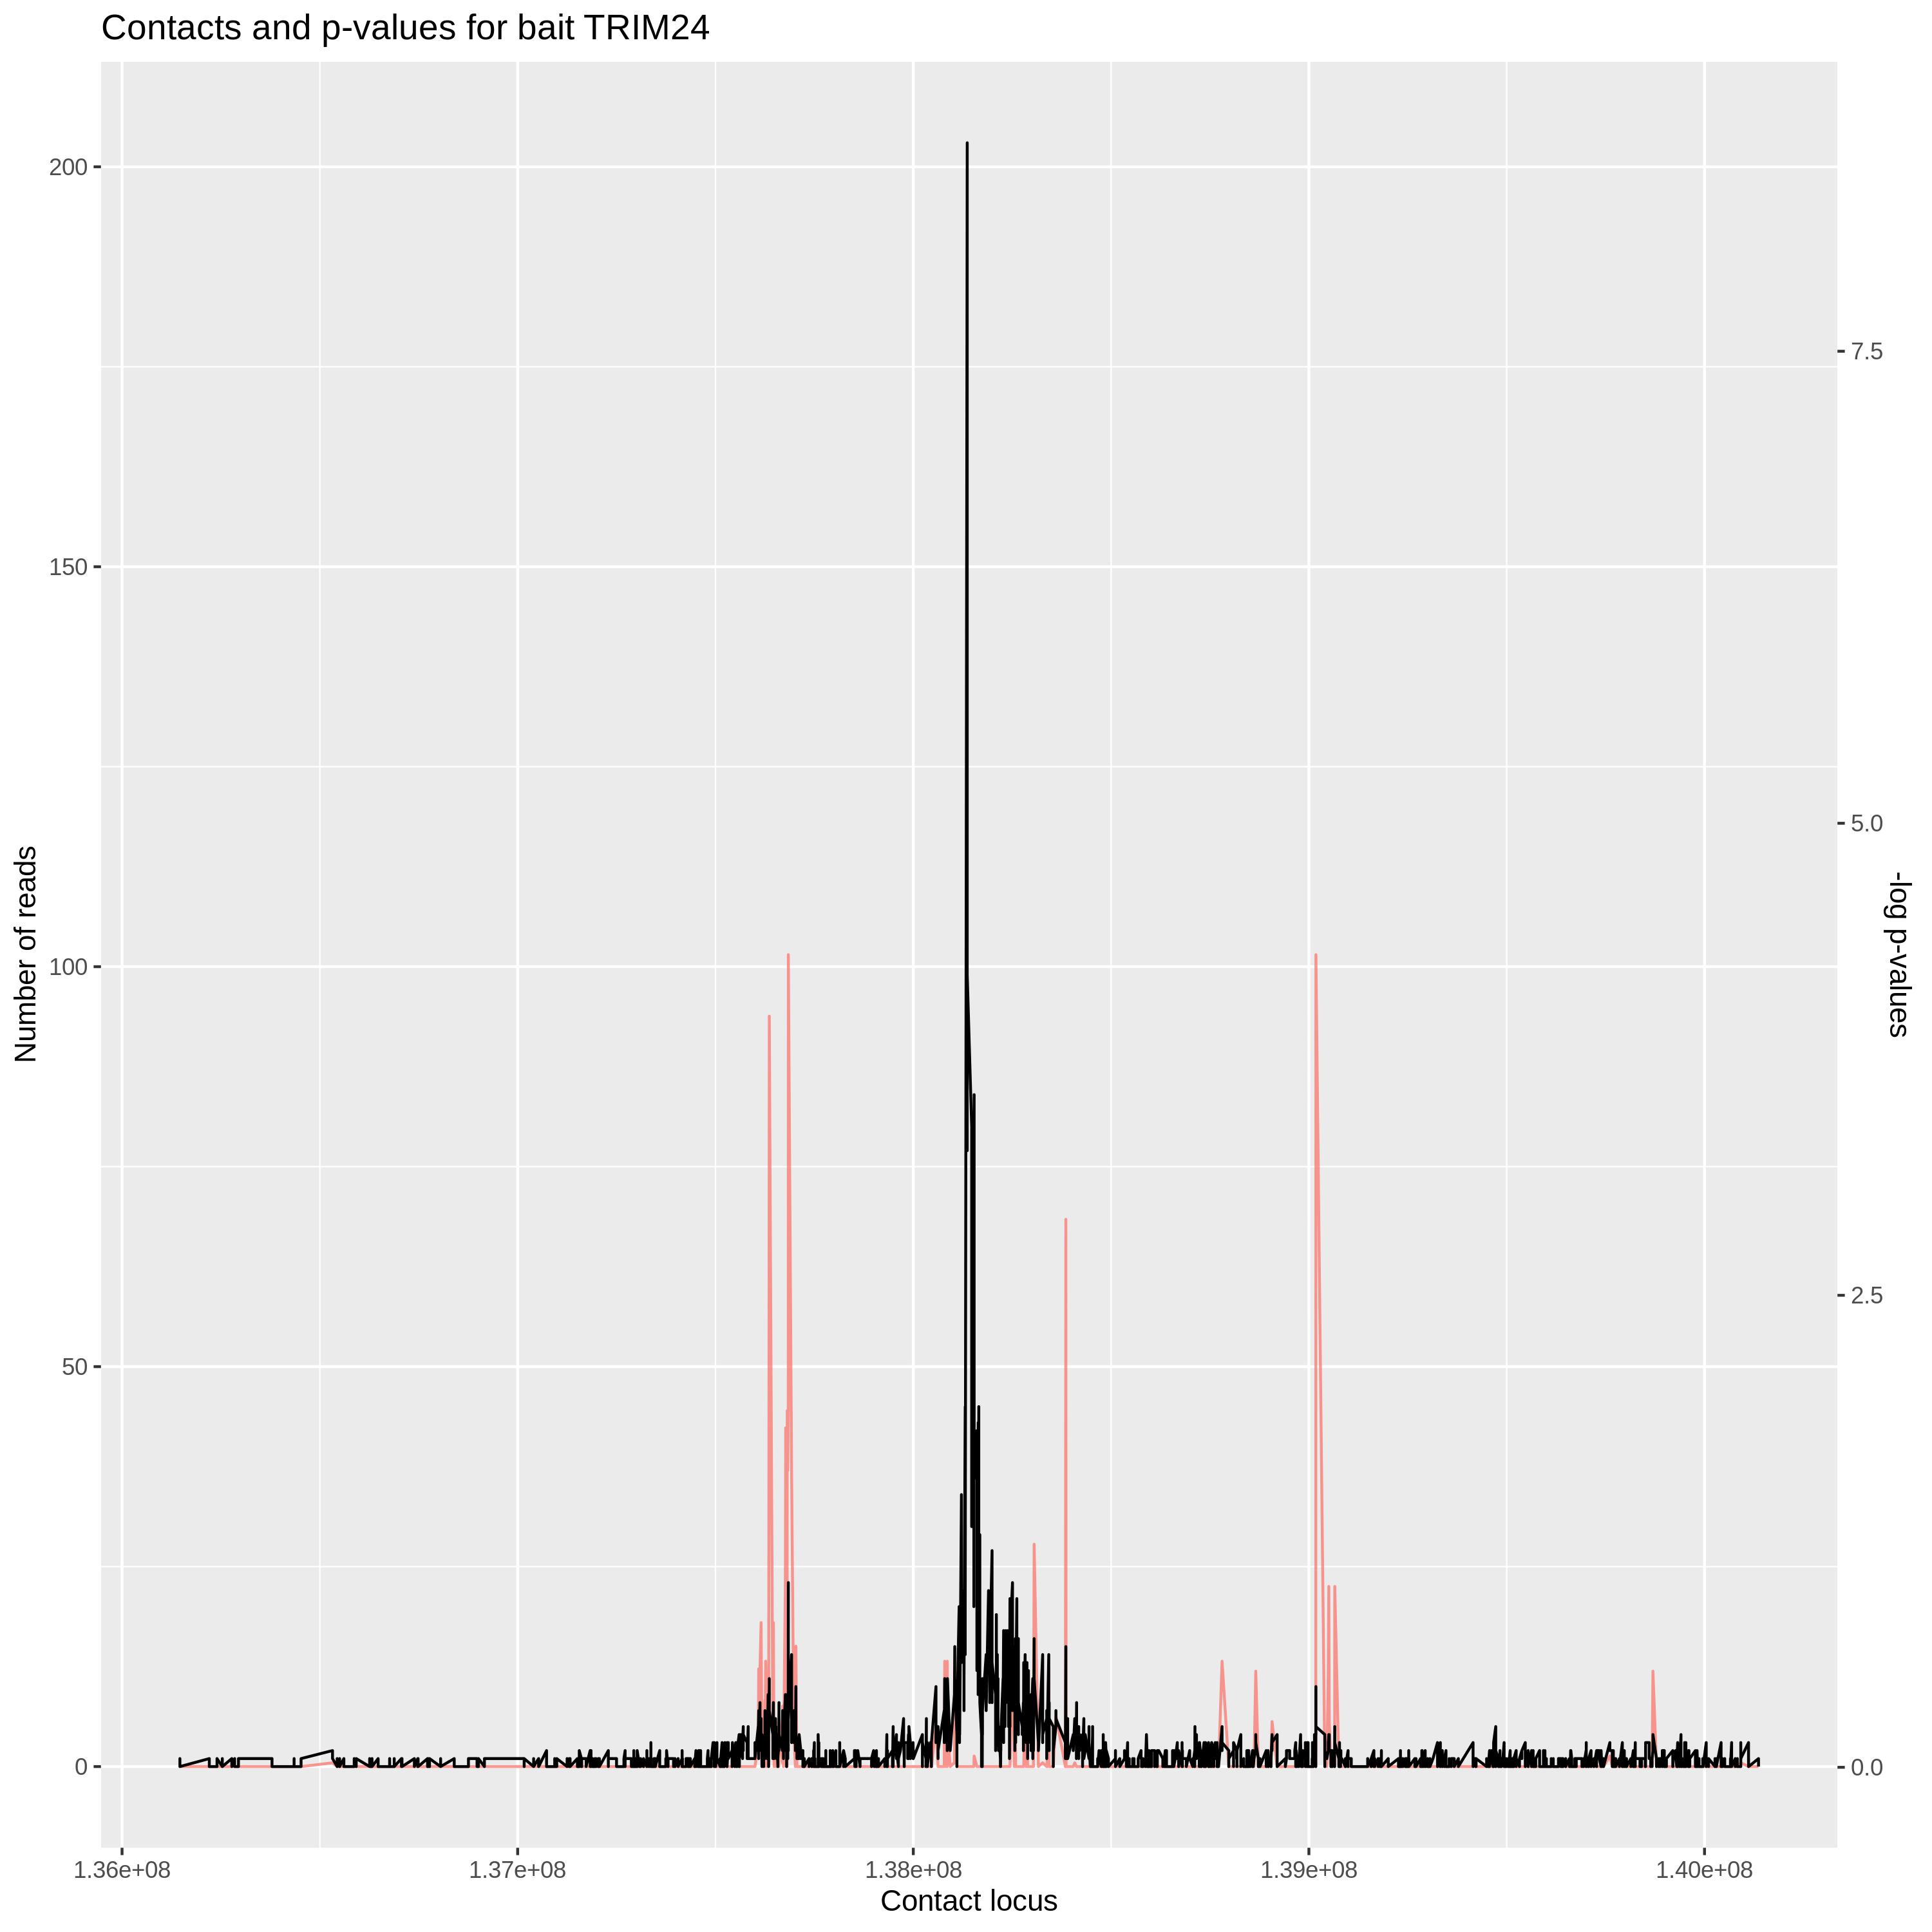 Contacts and p-values for bait TRIM24
200
150
100
50
0
Number of reads
7.5
5.0
2.5
0.0
-log p-values
1.36e+08
1.37e+08
1.38e+08
1.39e+08
1.40e+08
Contact locus